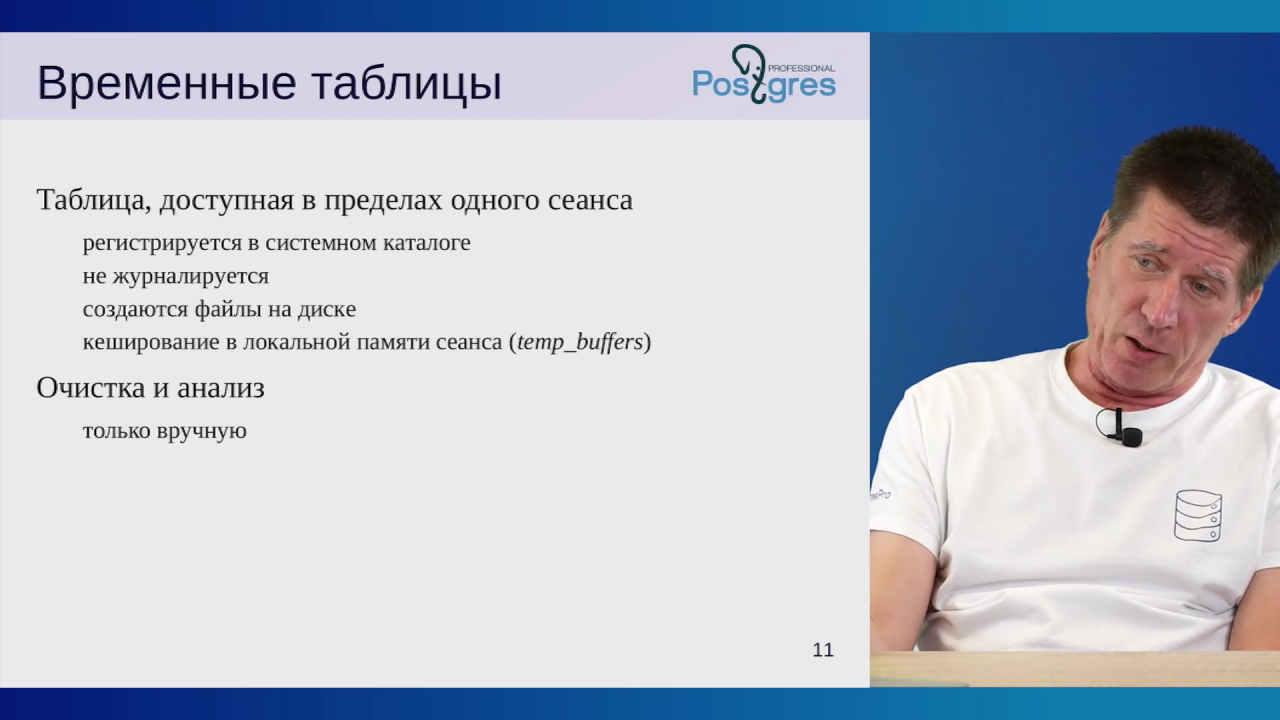 Временные таблицы
PROFESSIONAL
Postgres
Таблица, доступная в пределах одного сеанса
регистрируется в системном каталоге
не журналируется
создаются файлы на диске
кеширование в локальной памяти сеанса (temp_buffers)
Очистка и анализ
только вручную
11